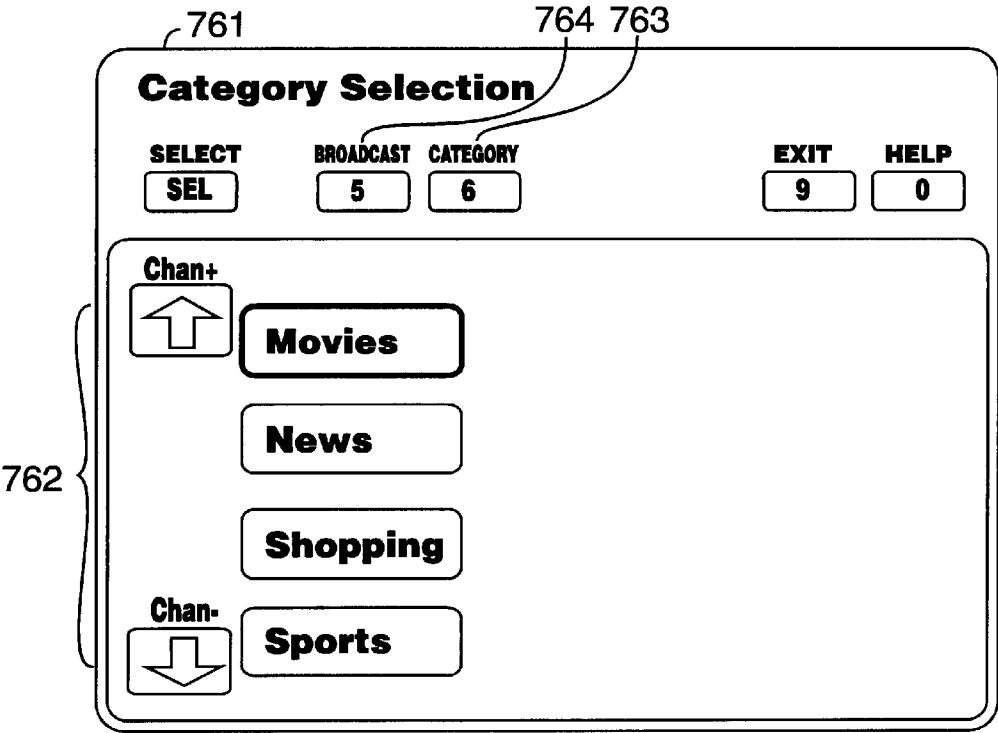 761
764 763
Category Selection
SELECT BROADCAST CATEGORY EXIT HELP
SEL 5 6 9 0
Chan+
Movies
News
762
Shopping
Chan-
Sports